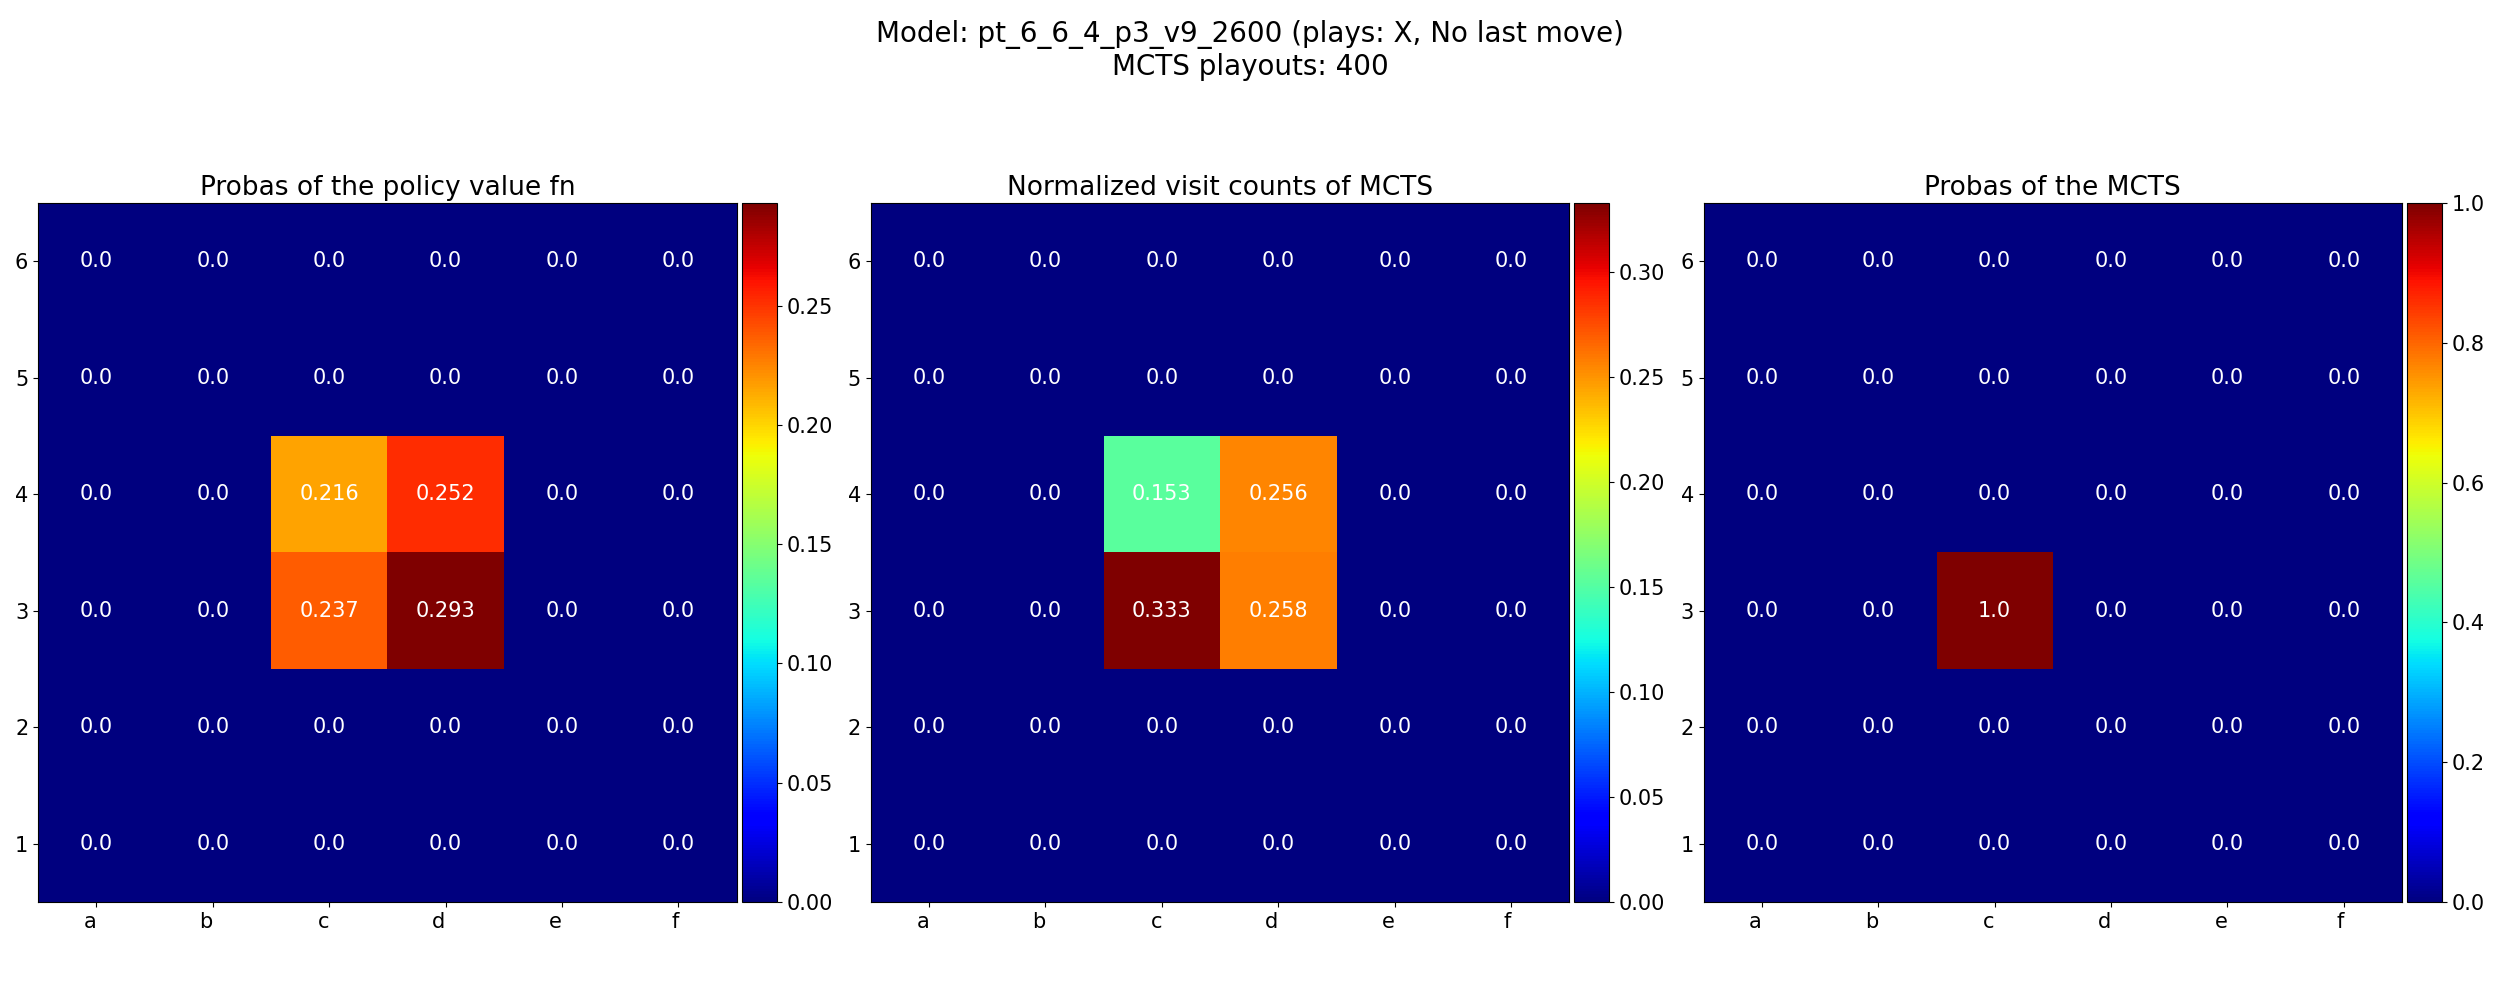 Model: pt_6_6_4_p3_v9_2600 (plays: X, No last move)
MCTS playouts: 400
Probas of the policy value fn
6 0.0 0.0 0.0 0.0 0.0 0.0
5 0.0 0.0 0.0 0.0 0.0 0.0
4 0.0 0.0 0.216 0.252 0.0 0.0
3 0.0 0.0 0.237 0.293 0.0 0.0
2 0.0 0.0 0.0 0.0 0.0 0.0
1 0.0 0.0 0.0 0.0 0.0 0.0
a b c d e f
0.25
0.20
0.15
0.10
0.05
0.00
Normalized visit counts of MCTS
6 0.0 0.0 0.0 0.0 0.0 0.0
5 0.0 0.0 0.0 0.0 0.0 0.0
4 0.0 0.0 0.153 0.256 0.0 0.0
3 0.0 0.0 0.333 0.258 0.0 0.0
2 0.0 0.0 0.0 0.0 0.0 0.0
1 0.0 0.0 0.0 0.0 0.0 0.0
a b c d e f
0.30
0.25
0.20
0.15
0.10
0.05
0.00
Probas of the MCTS
6 0.0 0.0 0.0 0.0 0.0 0.0
5 0.0 0.0 0.0 0.0 0.0 0.0
4 0.0 0.0 0.0 0.0 0.0 0.0
3 0.0 0.0 1.0 0.0 0.0 0.0
2 0.0 0.0 0.0 0.0 0.0 0.0
1 0.0 0.0 0.0 0.0 0.0 0.0
a b c d e f
1.0
0.8
0.6
0.4
0.2
0.0